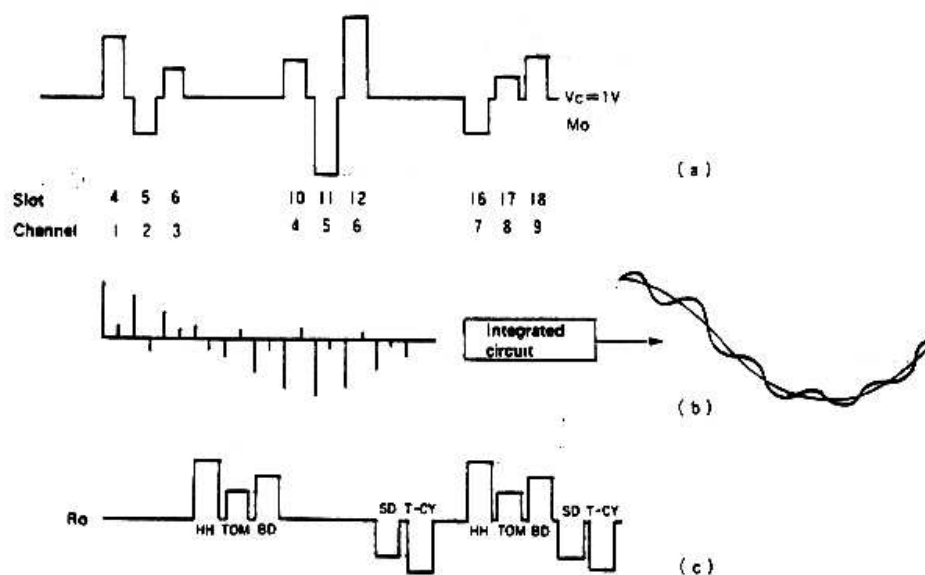 Vc=1V
Mo
(a)
Slot 4 5 6 10 11 12 16 17 18
Channel 1 2 3 4 5 6 7 8 9
Integrated
circuit
(b)
SD T-CY SD T-CY
Ro
HH TOM BD HH TOM BD
(c)